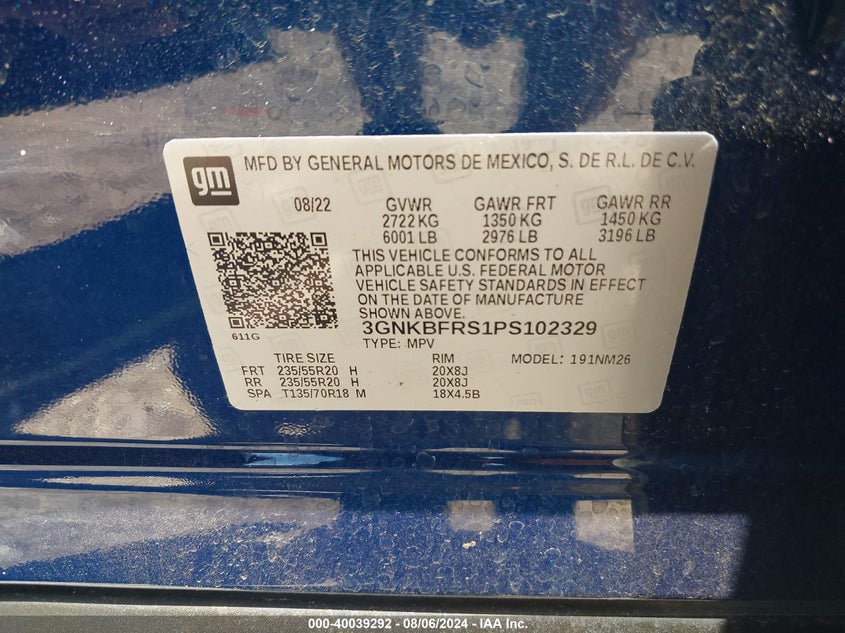 gm MFD BY GENERAL MOTORS DE MEXICO, S. DE R.L. DE C.V.
08/22 GVWR GAWR FRT GAWR RR
2722 KG 1350 KG 1450 KG
6001 LB 2976 LB 3196 LB
THIS VEHICLE CONFORMS TO ALL
APPLICABLE U.S. FEDERAL MOTOR
VEHICLE SAFETY STANDARDS IN EFFECT
ON THE DATE OF MANUFACTURE
SHOWN ABOVE.
3GNKBFRS1PS102329
611G
TYPE: MPV
TIRE SIZE RIM MODEL: 191NM26
FRT 235/55R20 H 20X8J
RR 235/55R20 H 20X8J
SPA T135/70R18 M 18X4.5B
000-40039292 - 08/06/2024 - IAA Inc.